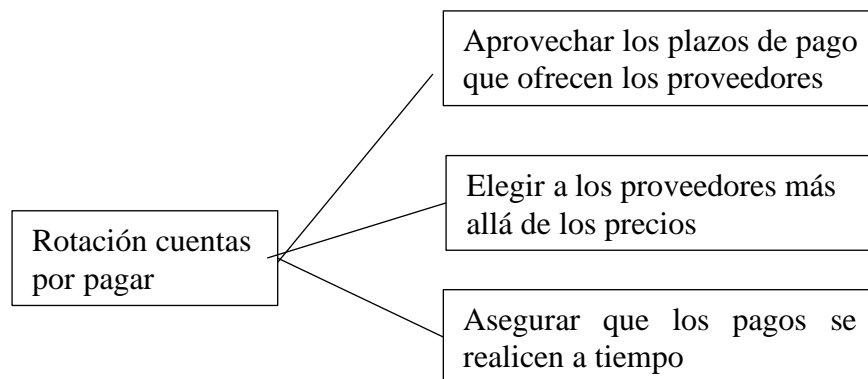 Aprovechar los plazos de pago
que ofrecen los proveedores
Elegir a los proveedores más
allá de los precios
Rotación cuentas
por pagar
Asegurar que los pagos se
realicen a tiempo